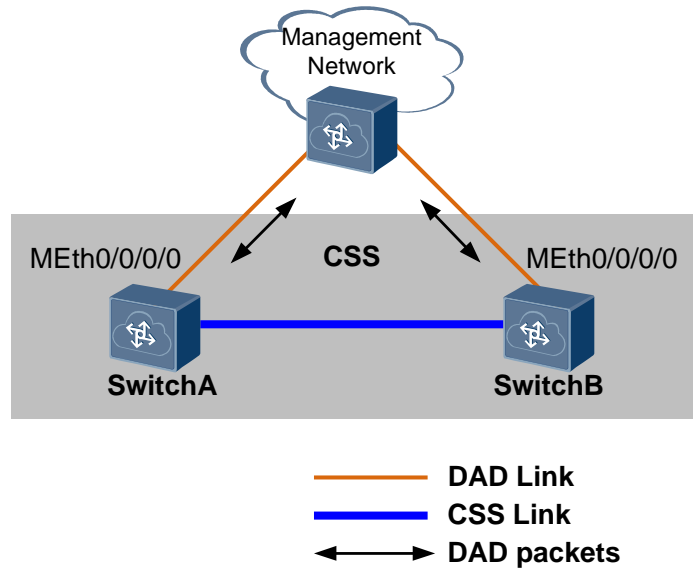 Management
Network
MEth0/0/0/0
CSS
MEth0/0/0/0
SwitchA
SwitchB
DAD Link
CSS Link
DAD packets